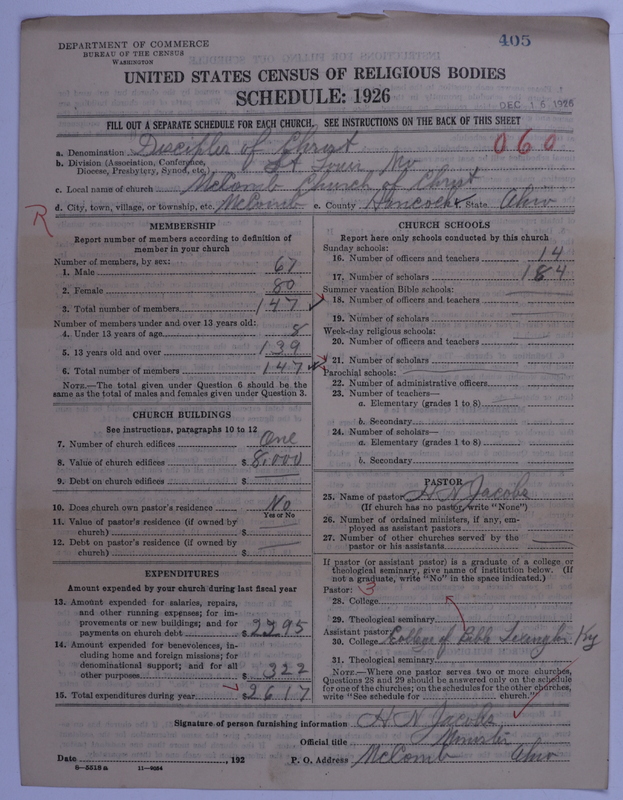 405
DEPARTMENT OF COMMERCE
BUREAU OF THE CENSUS
WASHINGTON
UNITED STATES CENSUS OF RELIGIOUS BODIES
SCHEDULE: 1926
DEC 15 1926
FILL OUT A SEPARATE SCHEDULE FOR EACH CHURCH. SEE INSTRUCTIONS ON THE BACK OF THIS SHEET
a. Denomination Disciples of Christ 060
b. Division (Association, Conference, Diocese, Presbytery, Synod, etc.) St Louis Mo
c. Local name of church McComb Church of Christ
d. City, town, village, or township, etc. McComb e. County Hancock State Ohio
R
MEMBERSHIP
Report number of members according to definition of
member in your church
Number of members, by sex:
1. Male 67
2. Female 80
3. Total number of members 147
Number of members under and over 13 years old:
4. Under 13 years of age 8
5. 13 years old and over 139
6. Total number of members 147
NOTE.—The total given under Question 6 should be the
same as the total of males and females given under Question 3.
CHURCH BUILDINGS
See instructions, paragraphs 10 to 12
7. Number of church edifices One
8. Value of church edifices $ 8,000
9. Debt on church edifices $
10. Does church own pastor's residence No
Yes or No
11. Value of pastor's residence (if owned by
church) $
12. Debt on pastor's residence (if owned by
church) $
EXPENDITURES
Amount expended by your church during last fiscal year
13. Amount expended for salaries, repairs,
and other running expenses; for im-
provements or new buildings; and for
payments on church debt $ 2295
14. Amount expended for benevolences, in-
cluding home and foreign missions; for
denominational support; and for all
other purposes 322
15. Total expenditures during year $ 2617
CHURCH SCHOOLS
Report here only schools conducted by this church
Sunday schools:
16. Number of officers and teachers 14
17. Number of scholars 184
Summer vacation Bible schools:
18. Number of officers and teachers
19. Number of scholars
Week-day religious schools:
20. Number of officers and teachers
21. Number of scholars
Parochial schools:
22. Number of administrative officers
23. Number of teachers—
a. Elementary (grades 1 to 8)
b. Secondary
24. Number of scholars—
a. Elementary (grades 1 to 8)
b. Secondary
PASTOR
25. Name of pastor H N Jacobs
(If church has no pastor, write "None")
26. Number of ordained ministers, if any, em-
ployed as assistant pastors
27. Number of other churches served by the
pastor or his assistants
If pastor (or assistant pastor) is a graduate of a college or
theological seminary, give name of institution below. (If
not a graduate, write "No" in the space indicated.)
Pastor: 3
28. College
29. Theological seminary
Assistant pastor:
30. College College of Bible Lexington Ky
31. Theological seminary
NOTE.—Where one pastor serves two or more churches,
Questions 28 and 29 should be answered only on the schedule
for one of the churches; on the schedules for the other churches,
write "See schedule for church."
Signature of person furnishing information H N Jacobs
Official title Minister
Date , 192 P. O. Address McComb Ohio
8-5518a 11-9054